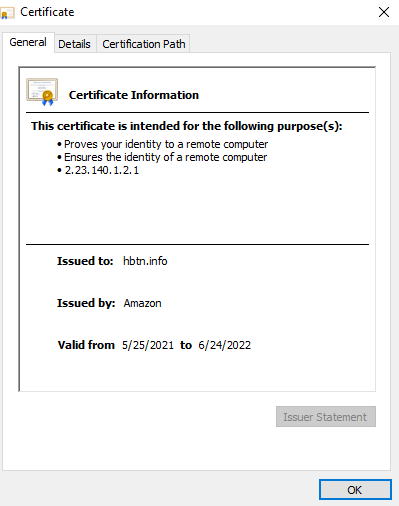 Certificate
General Details Certification Path
Certificate Information
This certificate is intended for the following purpose(s):
• Proves your identity to a remote computer
• Ensures the identity of a remote computer
• 2.23.140.1.2.1
Issued to: hbtn.info
Issued by: Amazon
Valid from 5/25/2021 to 6/24/2022
Issuer Statement
OK